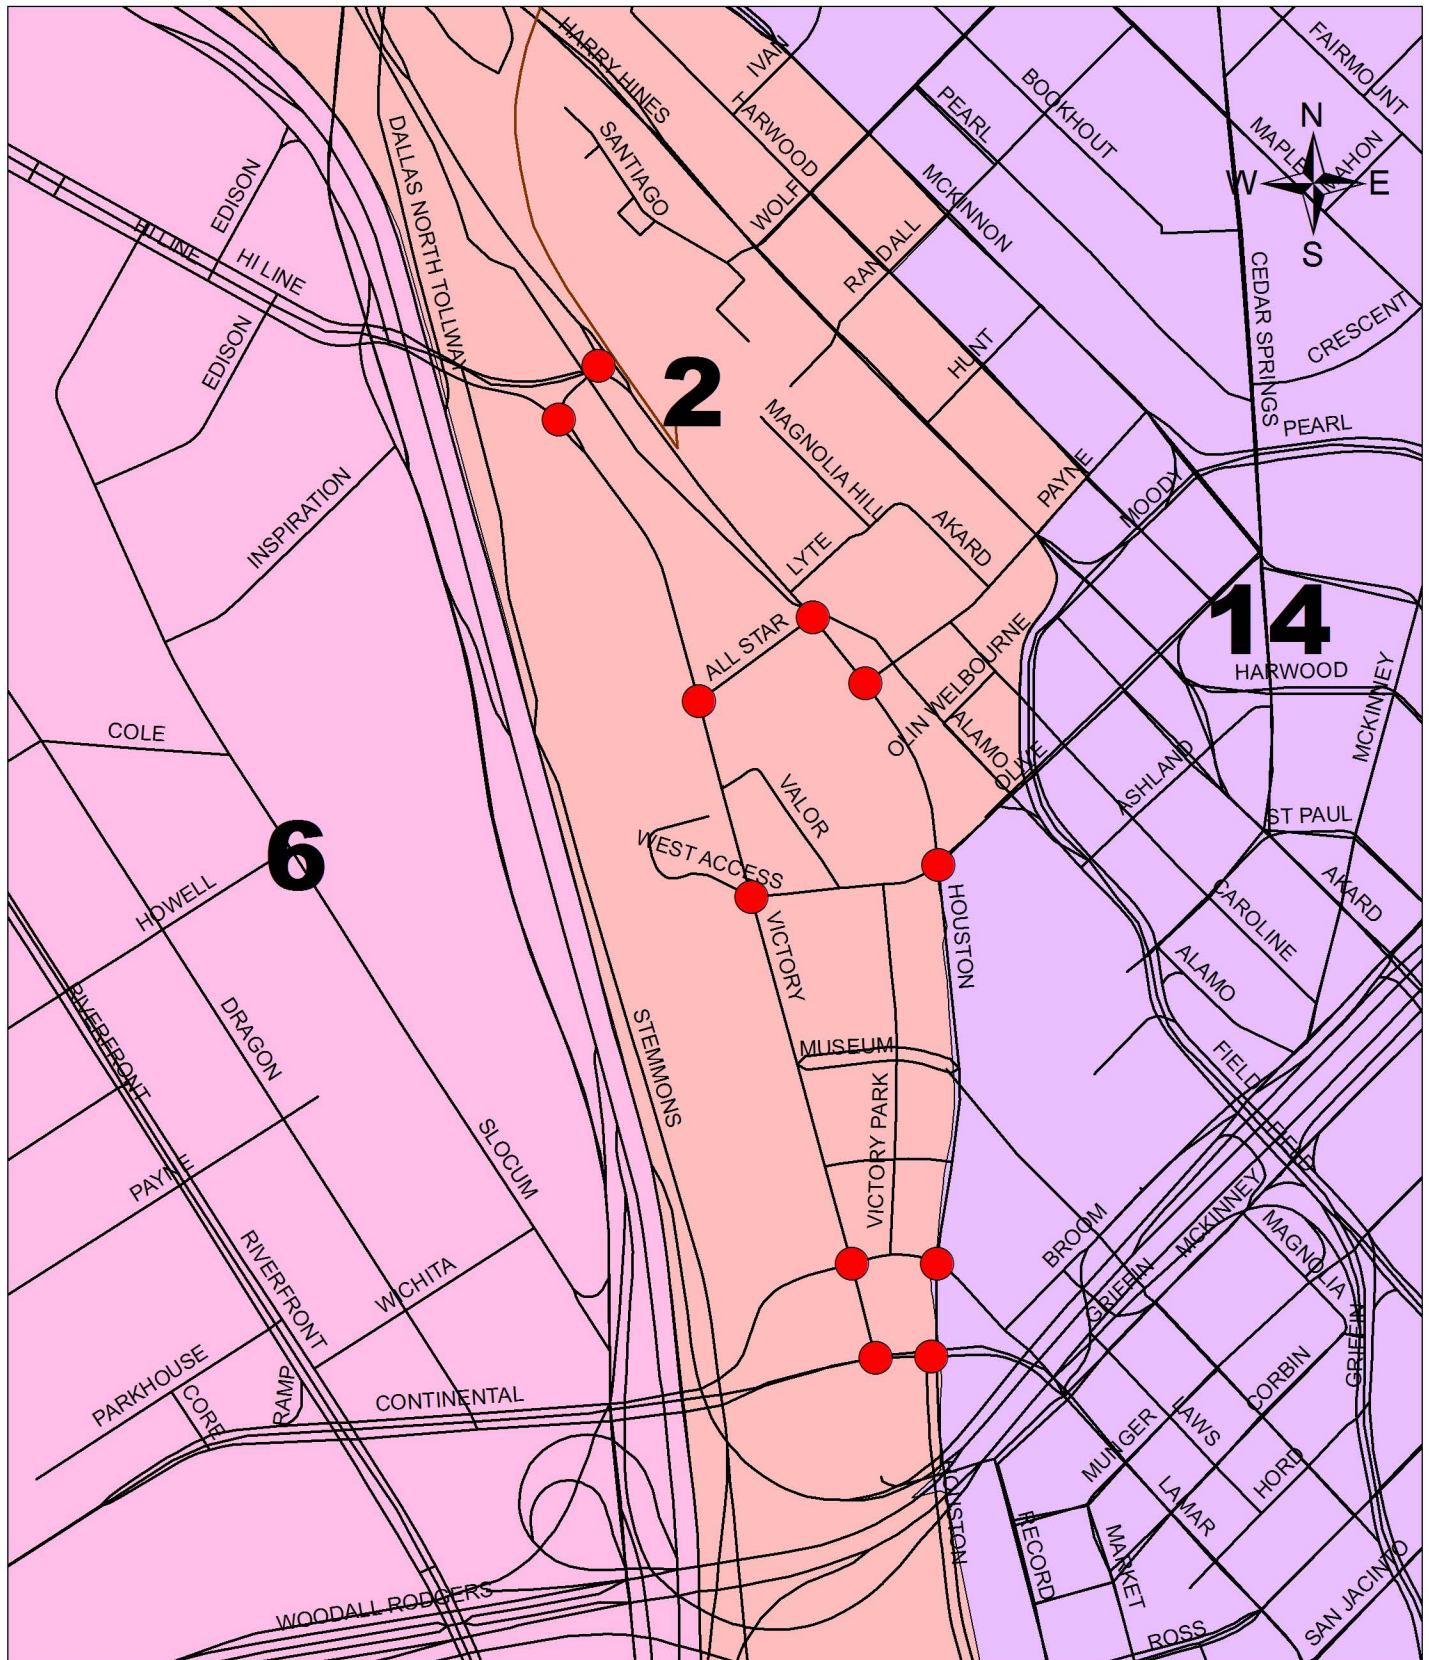 FAIRMOUNT
HARRY HINES
IVAN
BOOKHOUT
PEARL
HARWOOD
N
MAPLE
MAHON
DALLAS NORTH TOLLWAY
SANTIAGO
EDISON
W
E
MCKINNON
WOLF
RANDALL
S
HI LINE
HI LINE
CEDAR SPRINGS
CRESCENT
EDISON
HUNT
2
MAGNOLIA HILL
PEARL
PAYNE
MOODY
INSPIRATION
AKARD
LYTE
14
ALL STAR
OLIN WELBOURNE
HARWOOD
MCKINNEY
COLE
ALAMO
OLIVE
ASHLAND
VALOR
ST PAUL
6
WEST ACCESS
HOWELL
AKARD
CAROLINE
VICTORY
HOUSTON
ALAMO
RIVERFRONT
DRAGON
STEMMONS
MUSEUM
FIELD
VICTORY PARK
SLOCUM
FIELD
PAYNE
MCKINNEY
BROOM
MAGNOLIA
RIVERFRONT
WICHITA
GRIFFIN
GRIFFIN
PARKHOUSE
CORE
RAMP
CONTINENTAL
CORBIN
LAWS
MUNGER
HORD
LAMAR
HOUSTON
RECORD
MARKET
SAN JACINTO
WOODALL RODGERS
ROSS